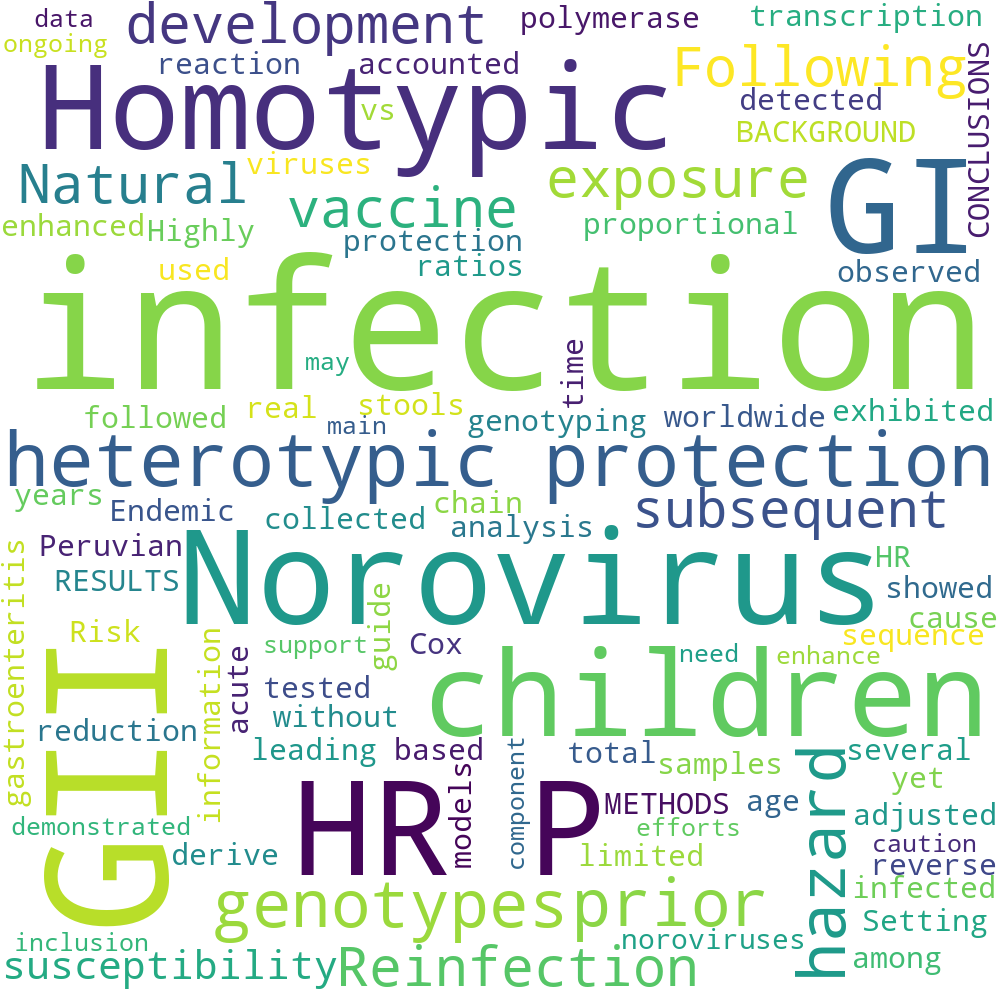 data
development
polymerase
transcription
ongoing
reaction
accounted
Following
CONCLUSIONS
Homotypic
vs
detected
BACKGROUND
viruses
Natural
vaccine
exposure
GI
enhanced
Highly
protection
proportional
used
ratios
observed
infection
may
time
followed
real
stools
main
genotyping
worldwide
exhibited
heterotypic protection
years
Endemic
chain
subsequent
collected
analysis
Peruvian
Norovirus
HR
RESULTS
showed
gastroenteritis
Risk
information
acute
support
guide
Cox
need
enhance
cause
sequence
GII
tested
children
without
reduction
leading
based
models
component
total
samples
hazard
several
yet
HR
P
METHODS
age
adjusted
demonstrated
derive
efforts
limited
caution
reverse
genotypes
prior
infected
Setting
inclusion
susceptibility
Reinfection
noroviruses
among